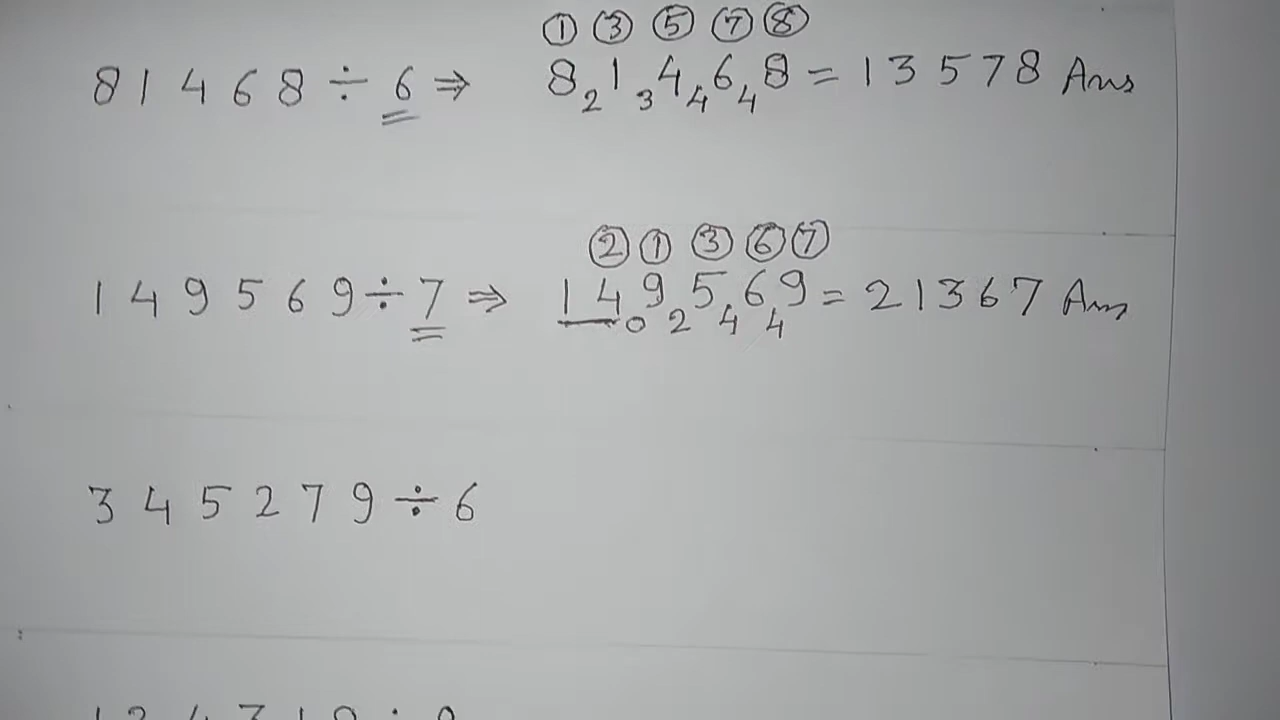 ① ③ ⑤ ⑦ ⑧
81468 ÷ 6 ⇒ 8₂1₃4₄6₄8 = 13578 Ans
② ① ③ ⑥ ⑦
149569 ÷ 7 ⇒ 14₀9₂5₄6₄9 = 21367 Ans
345279 ÷ 6